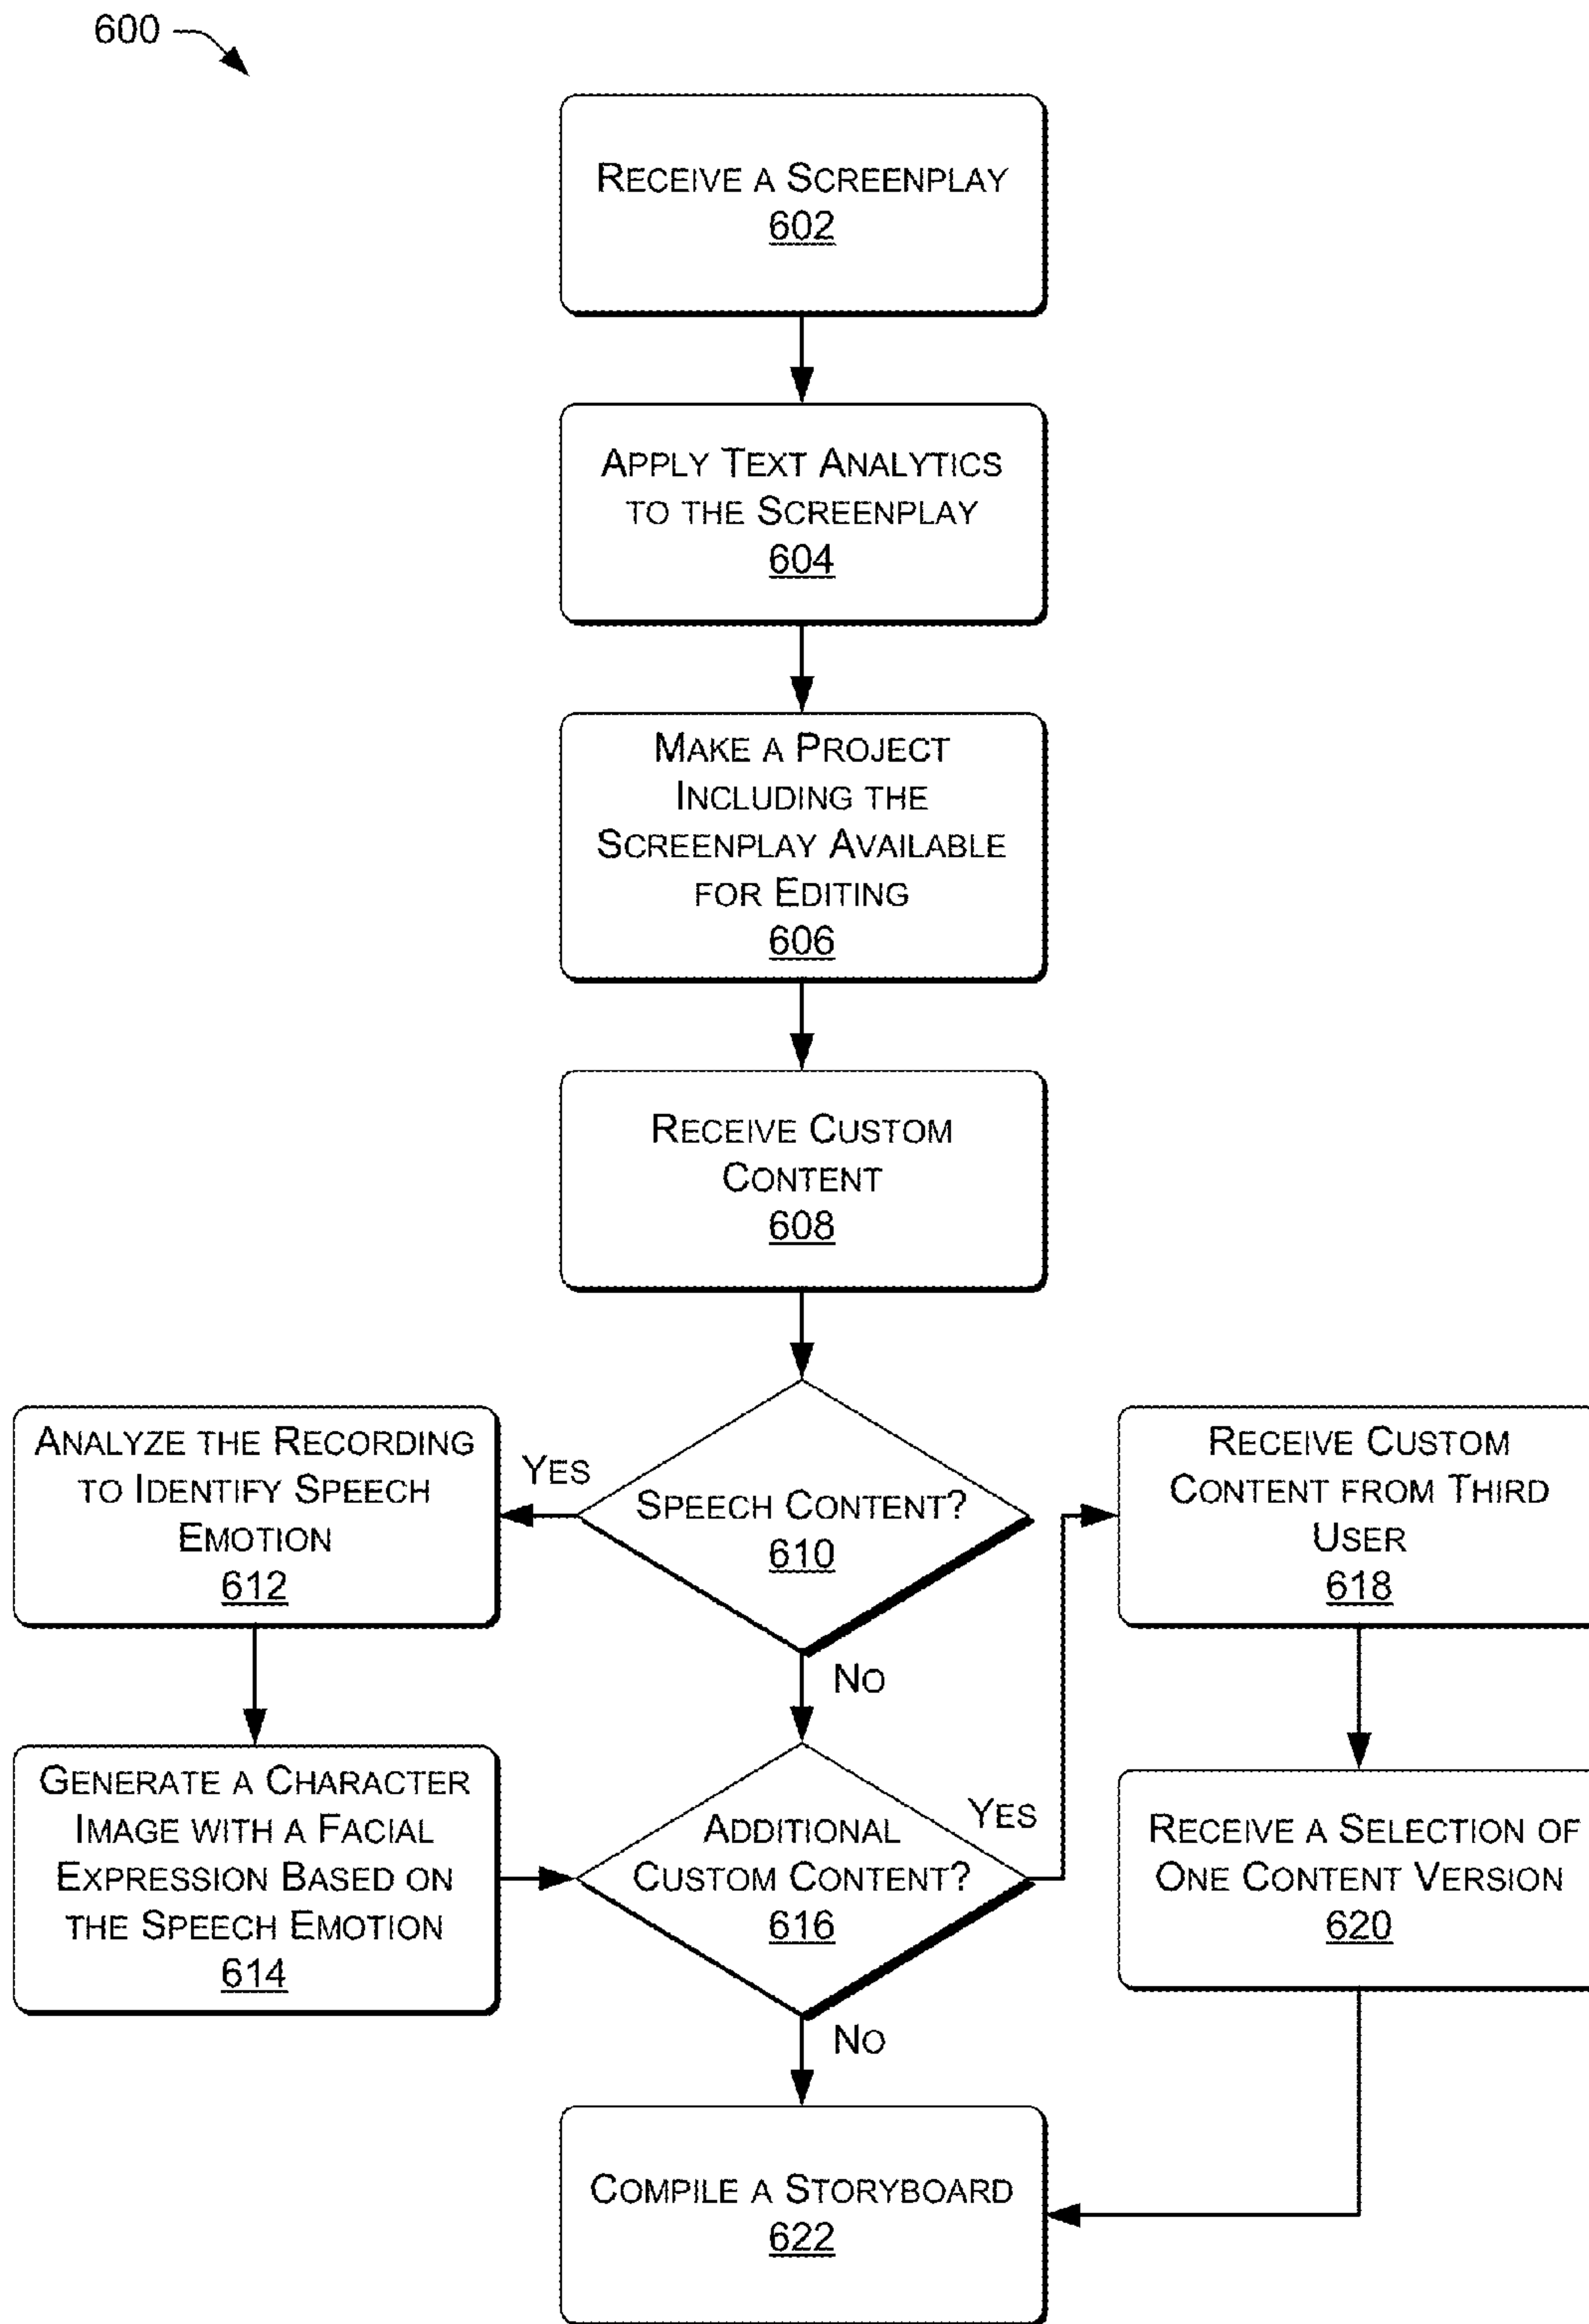 600
RECEIVE A SCREENPLAY
602
APPLY TEXT ANALYTICS
TO THE SCREENPLAY
604
MAKE A PROJECT
INCLUDING THE
SCREENPLAY AVAILABLE
FOR EDITING
606
RECEIVE CUSTOM
CONTENT
608
SPEECH CONTENT?
610
YES
NO
ANALYZE THE RECORDING
TO IDENTIFY SPEECH
EMOTION
612
GENERATE A CHARACTER
IMAGE WITH A FACIAL
EXPRESSION BASED ON
THE SPEECH EMOTION
614
ADDITIONAL
CUSTOM CONTENT?
616
YES
NO
RECEIVE CUSTOM
CONTENT FROM THIRD
USER
618
RECEIVE A SELECTION OF
ONE CONTENT VERSION
620
COMPILE A STORYBOARD
622